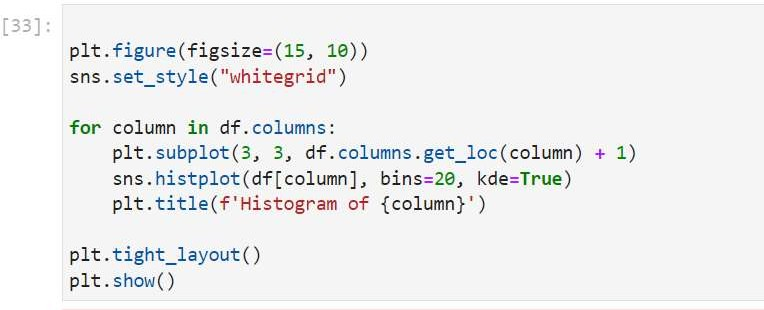 [33]:
plt.figure(figsize=(15, 10))
sns.set_style("whitegrid")
for column in df.columns:
    plt.subplot(3, 3, df.columns.get_loc(column) + 1)
    sns.histplot(df[column], bins=20, kde=True)
    plt.title(f'Histogram of {column}')
plt.tight_layout()
plt.show()